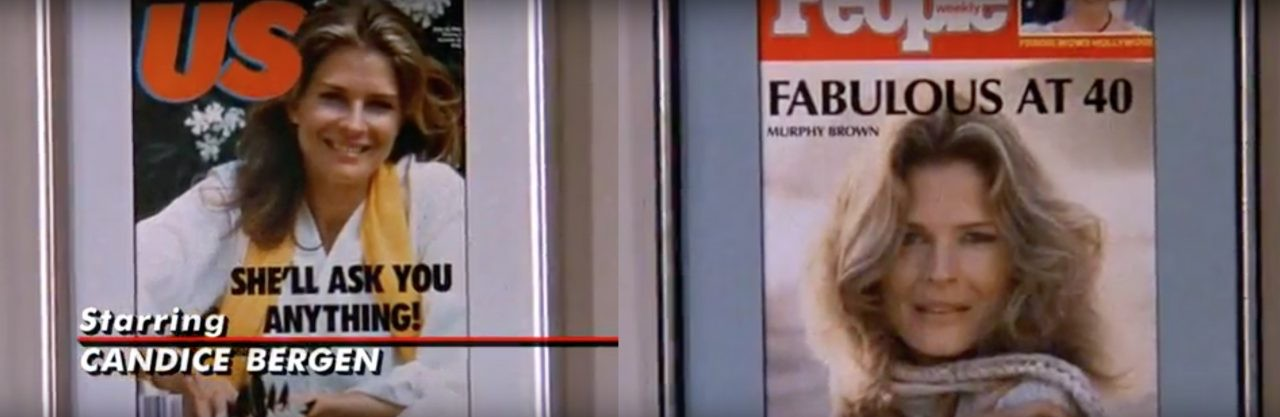 US
SHE'LL ASK YOU
ANYTHING!
Starring
CANDICE BERGEN
People
weekly
FABULOUS AT 40
MURPHY BROWN